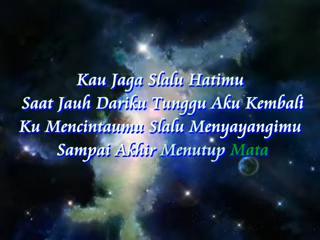 Kau Jaga Slalu Hatimu
Saat Jauh Dariku Tunggu Aku Kembali
Ku Mencintaumu Slalu Menyayangimu
Sampai Akhir Menutup Mata